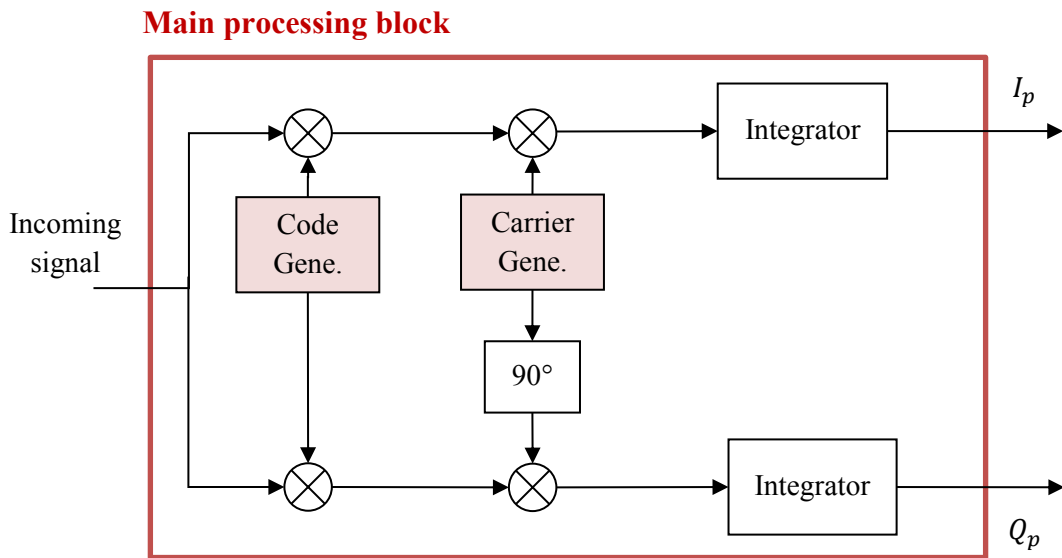 Main processing block
I_p
Integrator
Code
Gene.
Carrier
Gene.
Incoming
signal
90°
Integrator
Q_p